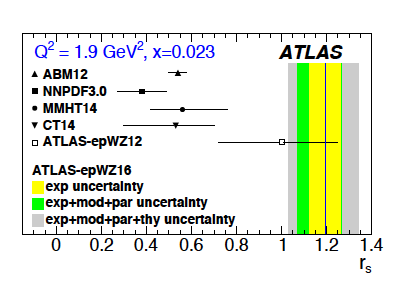 Q² = 1.9 GeV², x=0.023
ATLAS
ABM12
NNPDF3.0
MMHT14
CT14
ATLAS-epWZ12
ATLAS-epWZ16
exp uncertainty
exp+mod+par uncertainty
exp+mod+par+thy uncertainty
0 0.2 0.4 0.6 0.8 1 1.2 1.4
rₛ